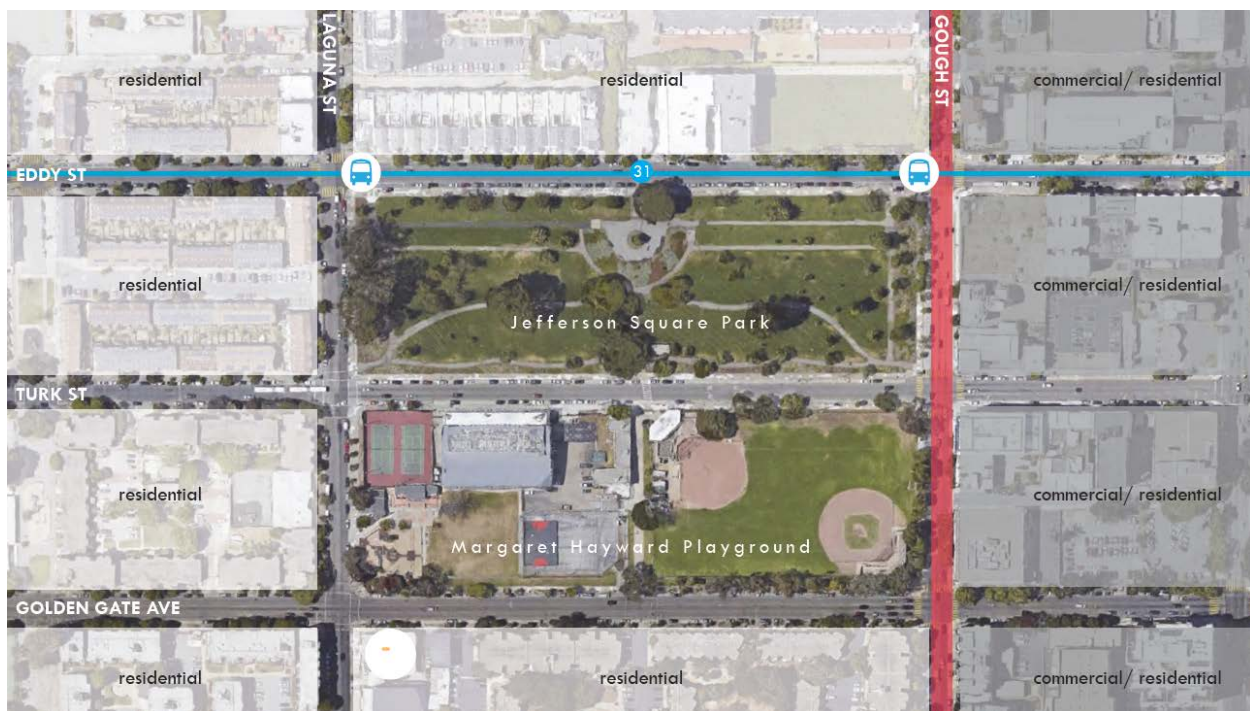 LAGUNA ST
GOUGH ST
residential
residential
commercial/ residential
EDDY ST
31
residential
commercial/ residential
Jefferson Square Park
TURK ST
residential
commercial/ residential
Margaret Hayward Playground
GOLDEN GATE AVE
residential
residential
commercial/ residential